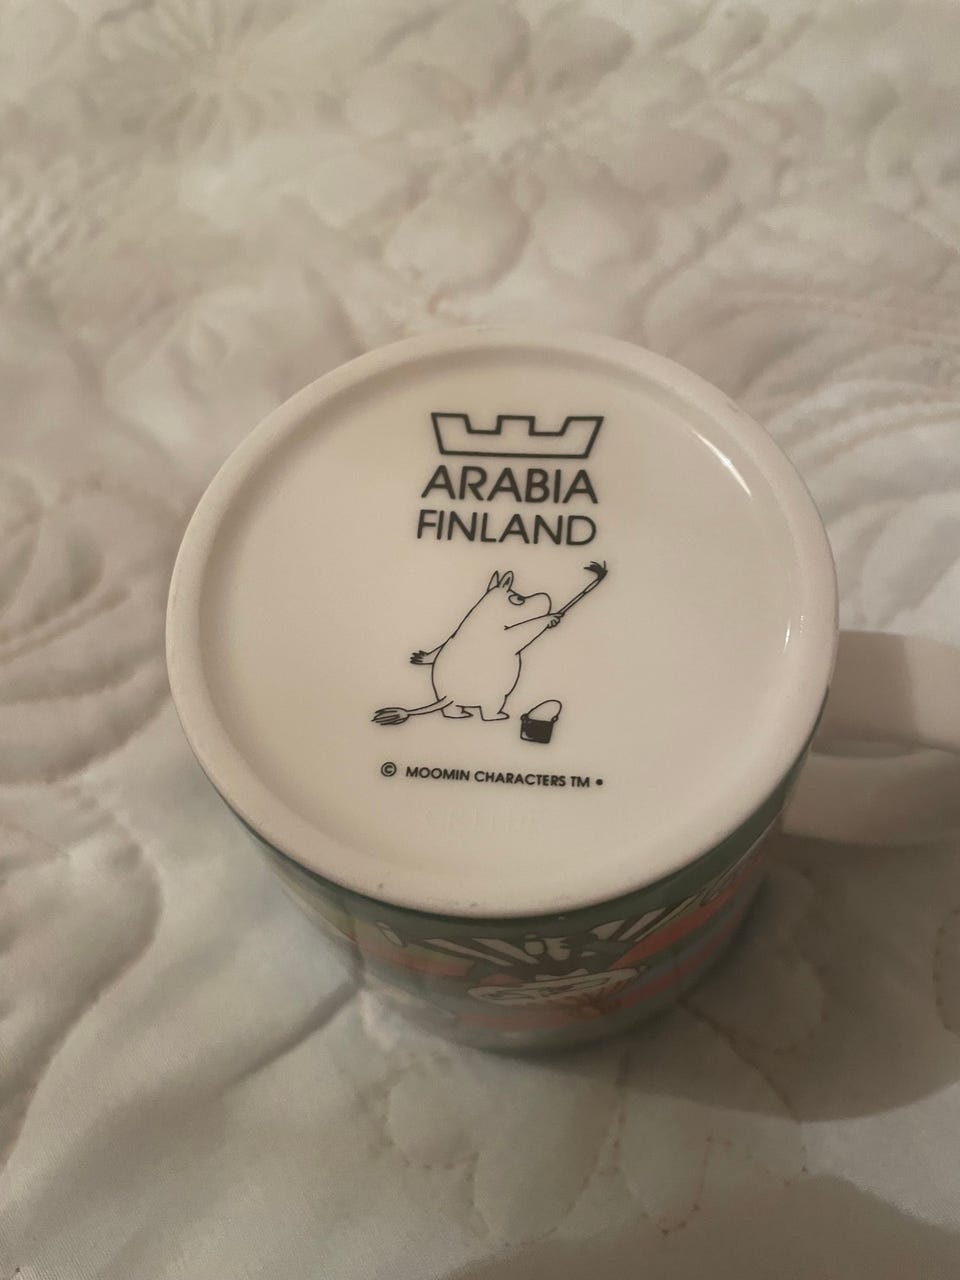 ARABIA
FINLAND
© MOOMIN CHARACTERS TM •